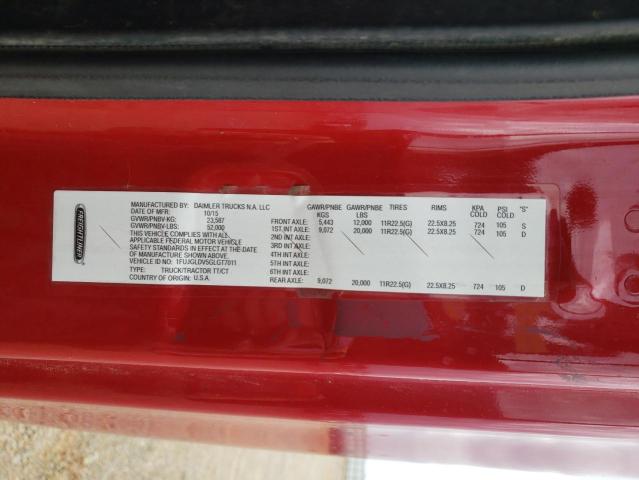 FREIGHTLINER
MANUFACTURED BY: DAIMLER TRUCKS N.A. LLC
DATE OF MFR: 10/15
GVWR/PNBV-KG: 23,587
GVWR/PNBV-LBS: 52,000
THIS VEHICLE COMPLIES WITH ALL
APPLICABLE FEDERAL MOTOR VEHICLE
SAFETY STANDARDS IN EFFECT AT THE DATE
OF MANUFACTURE SHOWN ABOVE.
VEHICLE ID NO.: 1FUJGLDV5GLGT7011
TYPE: TRUCK/TRACTOR TT/CT
COUNTRY OF ORIGIN: U.S.A.
GAWR/PNBE KGS GAWR/PNBE LBS TIRES RIMS KPA COLD PSI COLD "S"
FRONT AXLE: 5,443 12,000 11R22.5(G) 22.5X8.25 724 105 S
1ST INT AXLE: 9,072 20,000 11R22.5(G) 22.5X8.25 724 105 D
2ND INT AXLE:
3RD INT AXLE:
4TH INT AXLE:
5TH INT AXLE:
6TH INT AXLE:
REAR AXLE: 9,072 20,000 11R22.5(G) 22.5X8.25 724 105 D